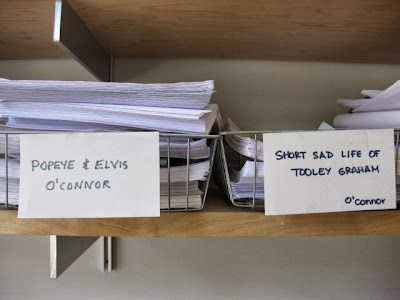 POPEYE & ELVIS
O'CONNOR
SHORT SAD LIFE OF
TOOLEY GRAHAM
O'connor